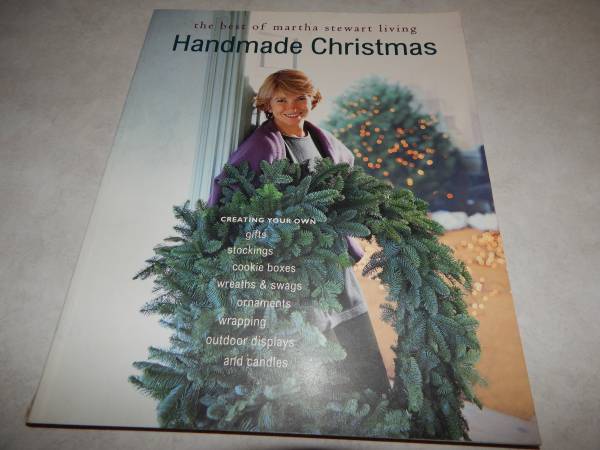 the best of martha stewart living
Handmade Christmas
CREATING YOUR OWN
gifts
stockings
cookie boxes
wreaths & swags
ornaments
wrapping
outdoor displays
and candles